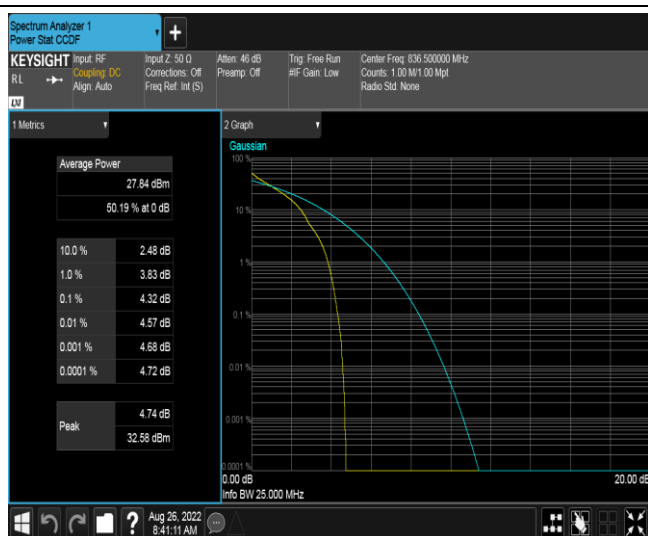 Spectrum Analyzer 1
Power Stat CCDF
+
KEYSIGHT Input: RF Input Z: 50 Ω Atten: 46 dB Trig: Free Run Center Freq: 836.500000 MHz
RL Coupling: DC Corrections: Off Preamp: Off #IF Gain: Low Counts: 1.00 M/1.00 Mpt
Align: Auto Freq Ref: Int (S) Radio Std: None
LXI
1 Metrics 2 Graph
Gaussian
Average Power
27.84 dBm
50.19 % at 0 dB
10.0 % 2.48 dB
1.0 % 3.83 dB
0.1 % 4.32 dB
0.01 % 4.57 dB
0.001 % 4.68 dB
0.0001 % 4.72 dB
Peak 4.74 dB
32.58 dBm
100 %
10 %
1 %
0.1 %
0.01 %
0.001 %
0.0001 %
0.00 dB 20.00 dB
Info BW 25.000 MHz
? Aug 26, 2022
8:41:11 AM